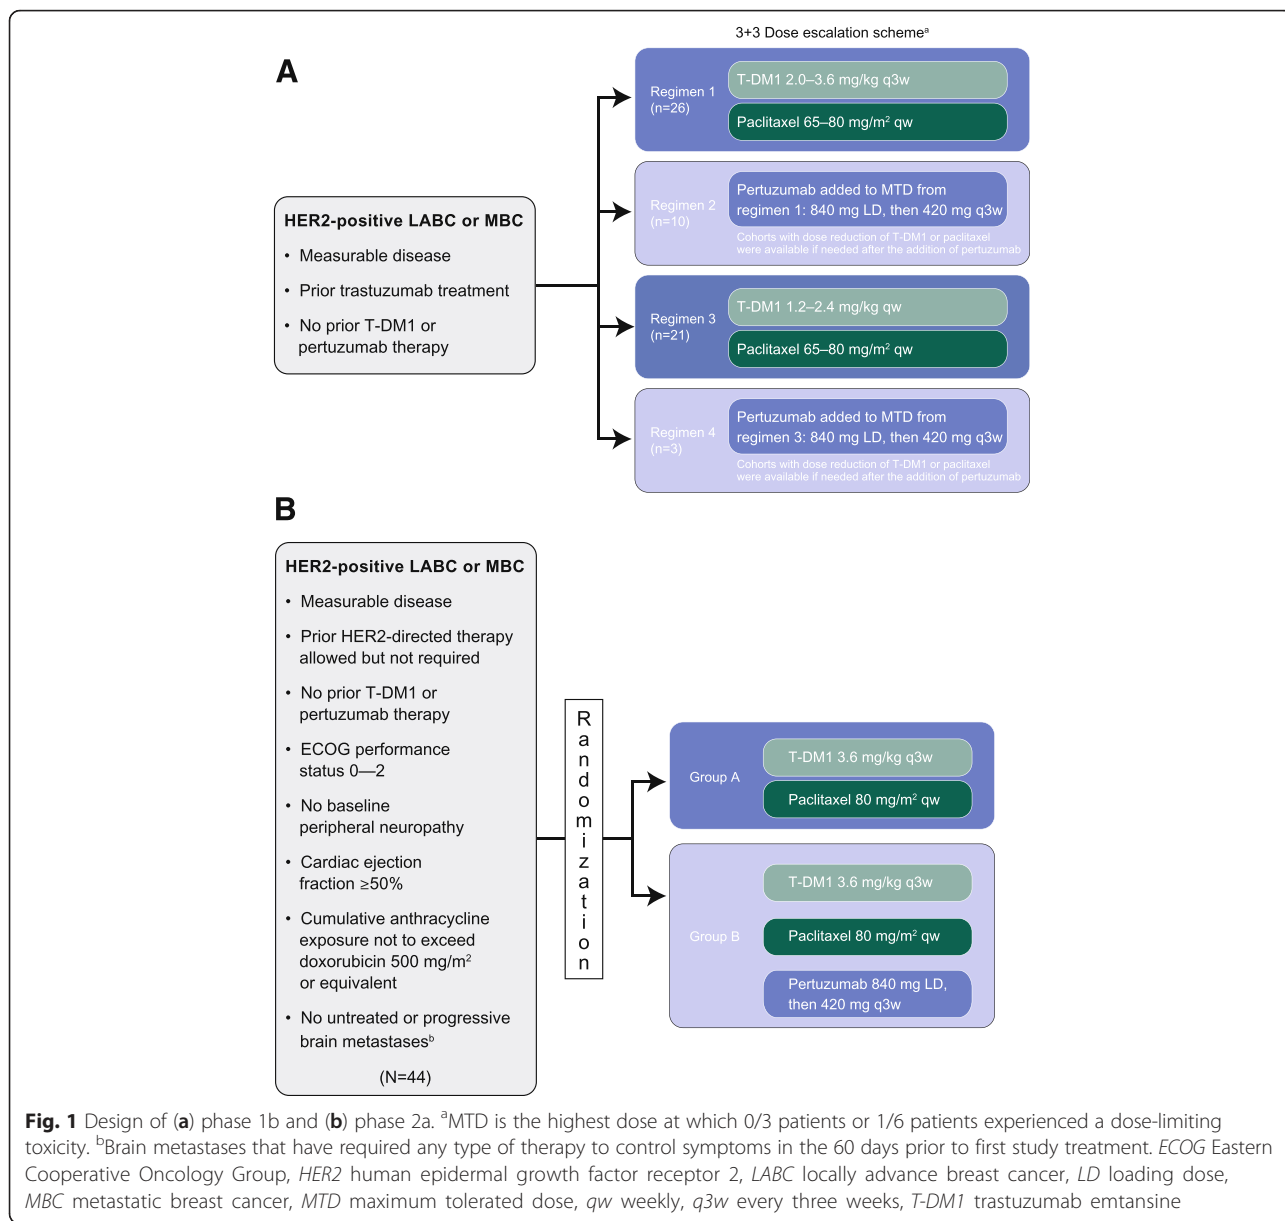 3+3 Dose escalation schemeᵃ
A
Regimen 1
(n=26)
T-DM1 2.0–3.6 mg/kg q3w
Paclitaxel 65–80 mg/m² qw
Regimen 2
(n=10)
Pertuzumab added to MTD from
regimen 1: 840 mg LD, then 420 mg q3w
Cohorts with dose reduction of T-DM1 or paclitaxel
were available if needed after the addition of pertuzumab
HER2-positive LABC or MBC
• Measurable disease
• Prior trastuzumab treatment
• No prior T-DM1 or
pertuzumab therapy
Regimen 3
(n=21)
T-DM1 1.2–2.4 mg/kg qw
Paclitaxel 65–80 mg/m² qw
Regimen 4
(n=3)
Pertuzumab added to MTD from
regimen 3: 840 mg LD, then 420 mg q3w
Cohorts with dose reduction of T-DM1 or paclitaxel
were available if needed after the addition of pertuzumab
B
HER2-positive LABC or MBC
• Measurable disease
• Prior HER2-directed therapy
allowed but not required
• No prior T-DM1 or
pertuzumab therapy
• ECOG performance
status 0—2
• No baseline
peripheral neuropathy
• Cardiac ejection
fraction ≥50%
• Cumulative anthracycline
exposure not to exceed
doxorubicin 500 mg/m²
or equivalent
• No untreated or progressive
brain metastasesᵇ
(N=44)
Randomization
Group A
T-DM1 3.6 mg/kg q3w
Paclitaxel 80 mg/m² qw
Group B
T-DM1 3.6 mg/kg q3w
Paclitaxel 80 mg/m² qw
Pertuzumab 840 mg LD,
then 420 mg q3w
Fig. 1 Design of (a) phase 1b and (b) phase 2a. ᵃMTD is the highest dose at which 0/3 patients or 1/6 patients experienced a dose-limiting
toxicity. ᵇBrain metastases that have required any type of therapy to control symptoms in the 60 days prior to first study treatment. ECOG Eastern
Cooperative Oncology Group, HER2 human epidermal growth factor receptor 2, LABC locally advance breast cancer, LD loading dose,
MBC metastatic breast cancer, MTD maximum tolerated dose, qw weekly, q3w every three weeks, T-DM1 trastuzumab emtansine